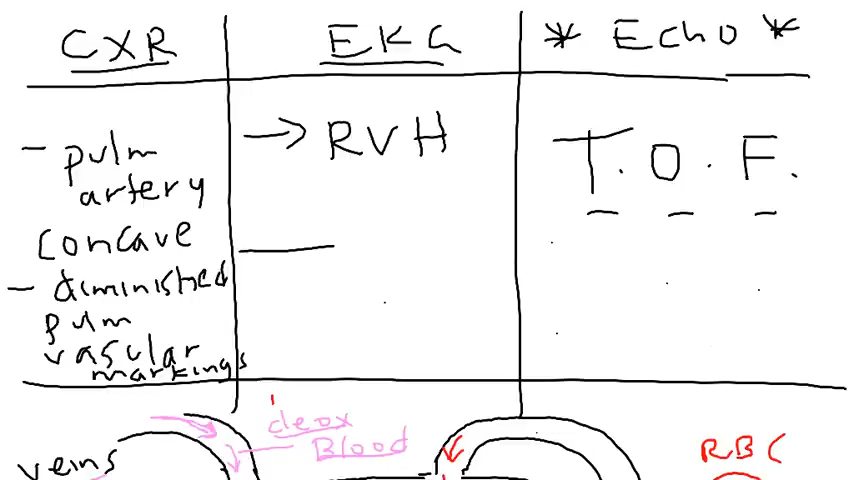 CXR
EKG
* Echo *
- pulm
artery
concave
- diminished
pulm
vascular
markings
→ RVH
T.O.F.
deox
Blood
veins
RBC